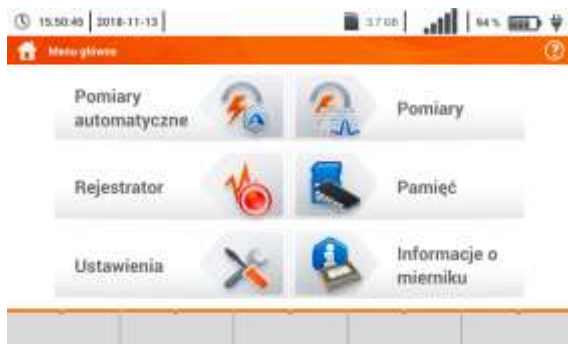 15:50:46 2018-11-13 3.7 GB 94%
Menu główne
Pomiary
automatyczne
Pomiary
Rejestrator
Pamięć
Ustawienia
Informacje o
mierniku